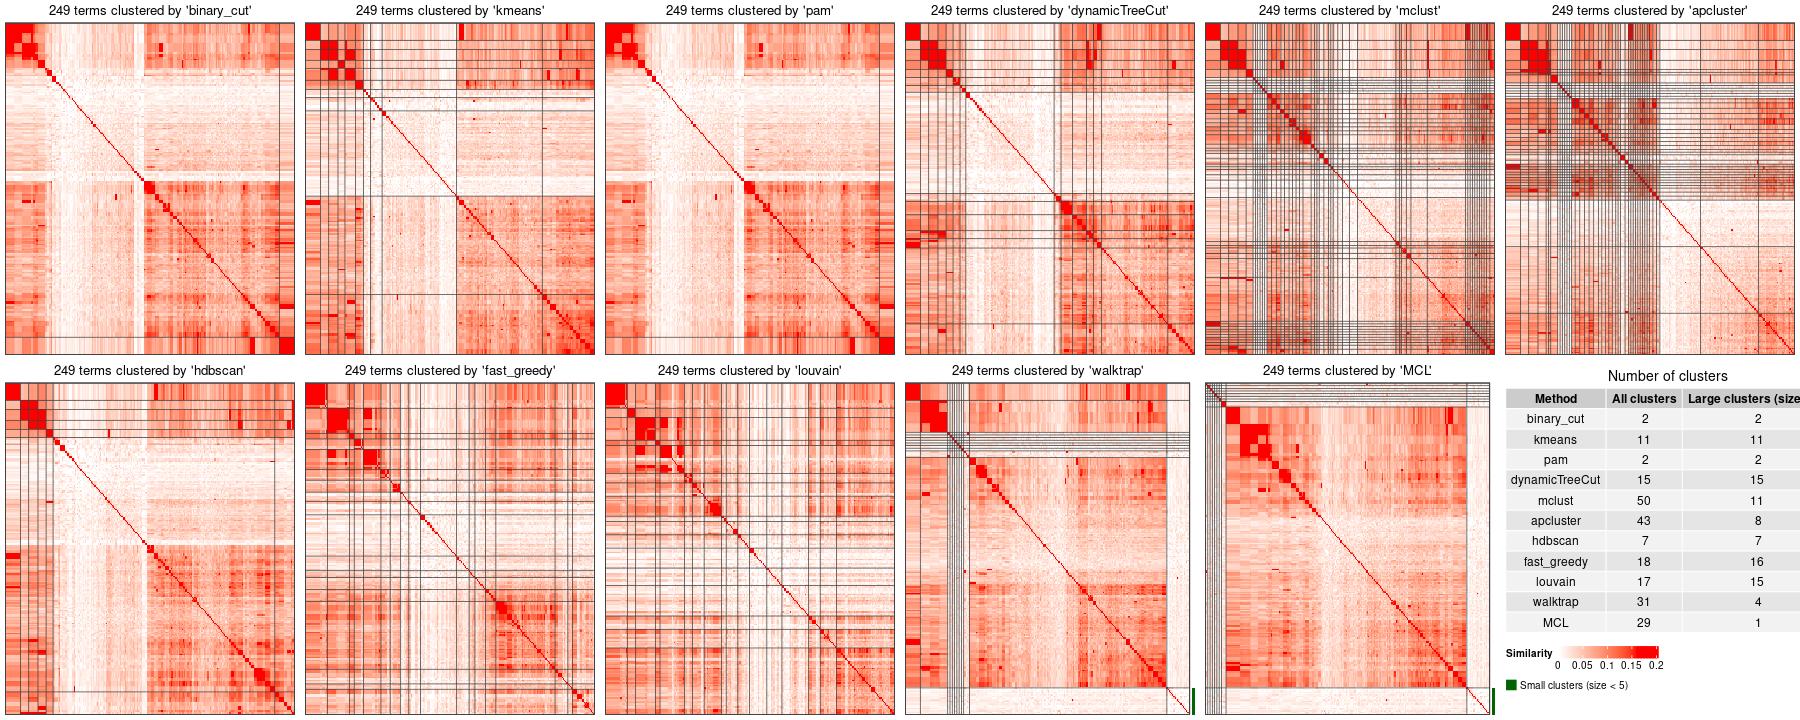 249 terms clustered by 'binary_cut'
249 terms clustered by 'kmeans'
249 terms clustered by 'pam'
249 terms clustered by 'dynamicTreeCut'
249 terms clustered by 'mclust'
249 terms clustered by 'apcluster'
249 terms clustered by 'hdbscan'
249 terms clustered by 'fast_greedy'
249 terms clustered by 'louvain'
249 terms clustered by 'walktrap'
249 terms clustered by 'MCL'
Number of clusters
Method All clusters Large clusters (size
binary_cut 2 2
kmeans 11 11
pam 2 2
dynamicTreeCut 15 15
mclust 50 11
apcluster 43 8
hdbscan 7 7
fast_greedy 18 16
louvain 17 15
walktrap 31 4
MCL 29 1
Similarity
0 0.05 0.1 0.15 0.2
Small clusters (size < 5)